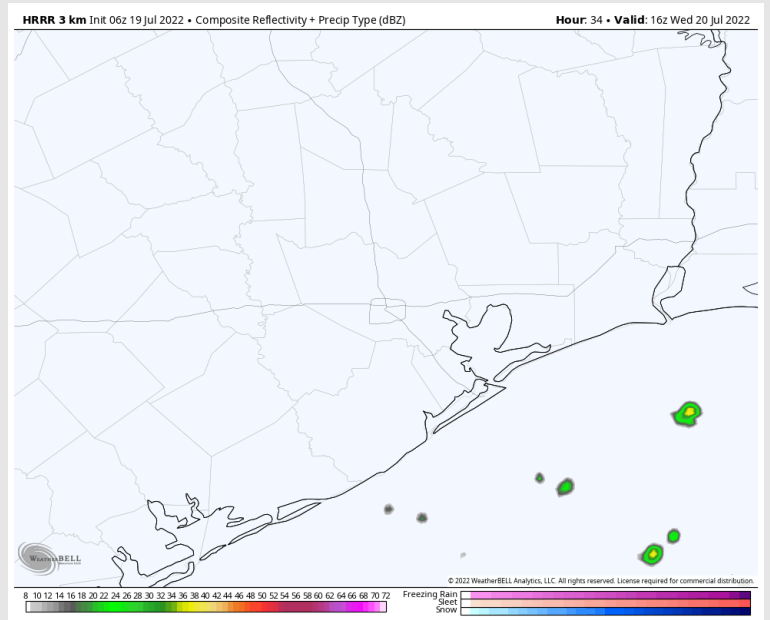 HRRR 3 km Init 06z 19 Jul 2022 • Composite Reflectivity + Precip Type (dBZ)
Hour: 34 • Valid: 16z Wed 20 Jul 2022
WEATHERBELL
© 2022 WeatherBELL Analytics, LLC. All rights reserved. License required for commercial distribution.
8 10 12 14 16 18 20 22 24 26 28 30 32 34 36 38 40 42 44 46 48 50 52 54 56 58 60 62 64 66 68 70 72
Freezing Rain
Sleet
Snow